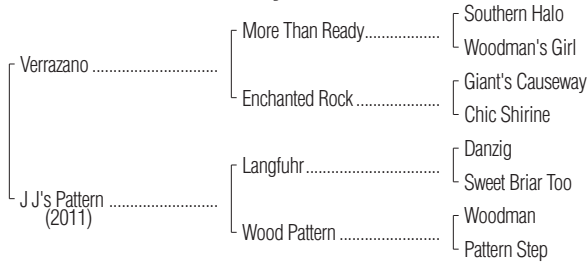 Southern Halo
More Than Ready..................
Woodman's Girl
Verrazano ..............................
Giant's Causeway
Enchanted Rock ....................
Chic Shirine
Danzig
Langfuhr................................
Sweet Briar Too
J J's Pattern ..........................
(2011)
Woodman
Wood Pattern ........................
Pattern Step